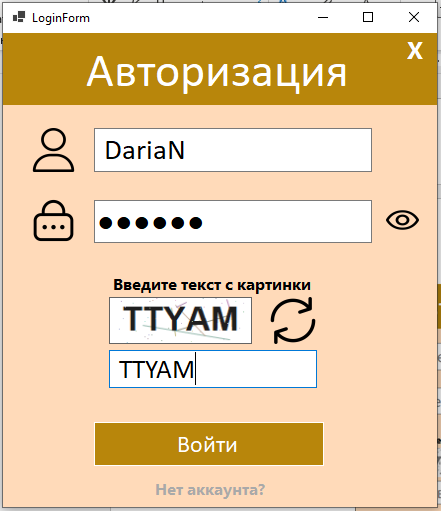 LoginForm
X
Авторизация
DariaN
●●●●●●
Введите текст с картинки
TTYAM
TTYAM
Войти
Нет аккаунта?